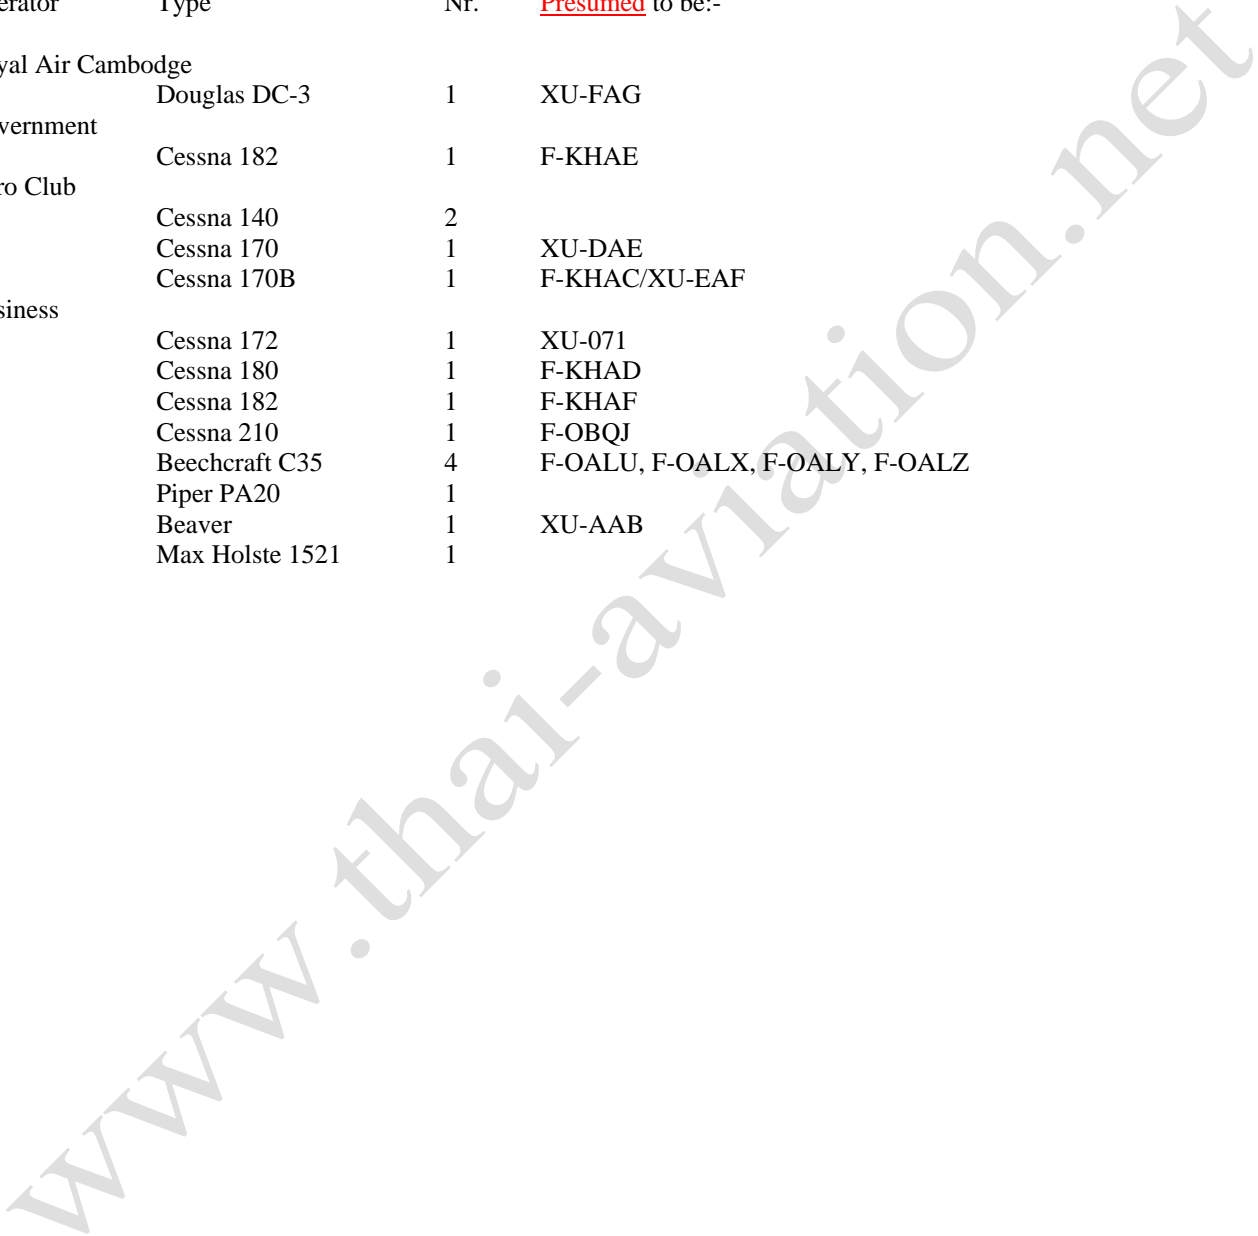 erator Type Nr. Presumed to be:-
yal Air Cambodge
Douglas DC-3 1 XU-FAG
vernment
Cessna 182 1 F-KHAE
ro Club
Cessna 140 2
Cessna 170 1 XU-DAE
Cessna 170B 1 F-KHAC/XU-EAF
siness
Cessna 172 1 XU-071
Cessna 180 1 F-KHAD
Cessna 182 1 F-KHAF
Cessna 210 1 F-OBQJ
Beechcraft C35 4 F-OALU, F-OALX, F-OALY, F-OALZ
Piper PA20 1
Beaver 1 XU-AAB
Max Holste 1521 1
www.thai-aviation.net